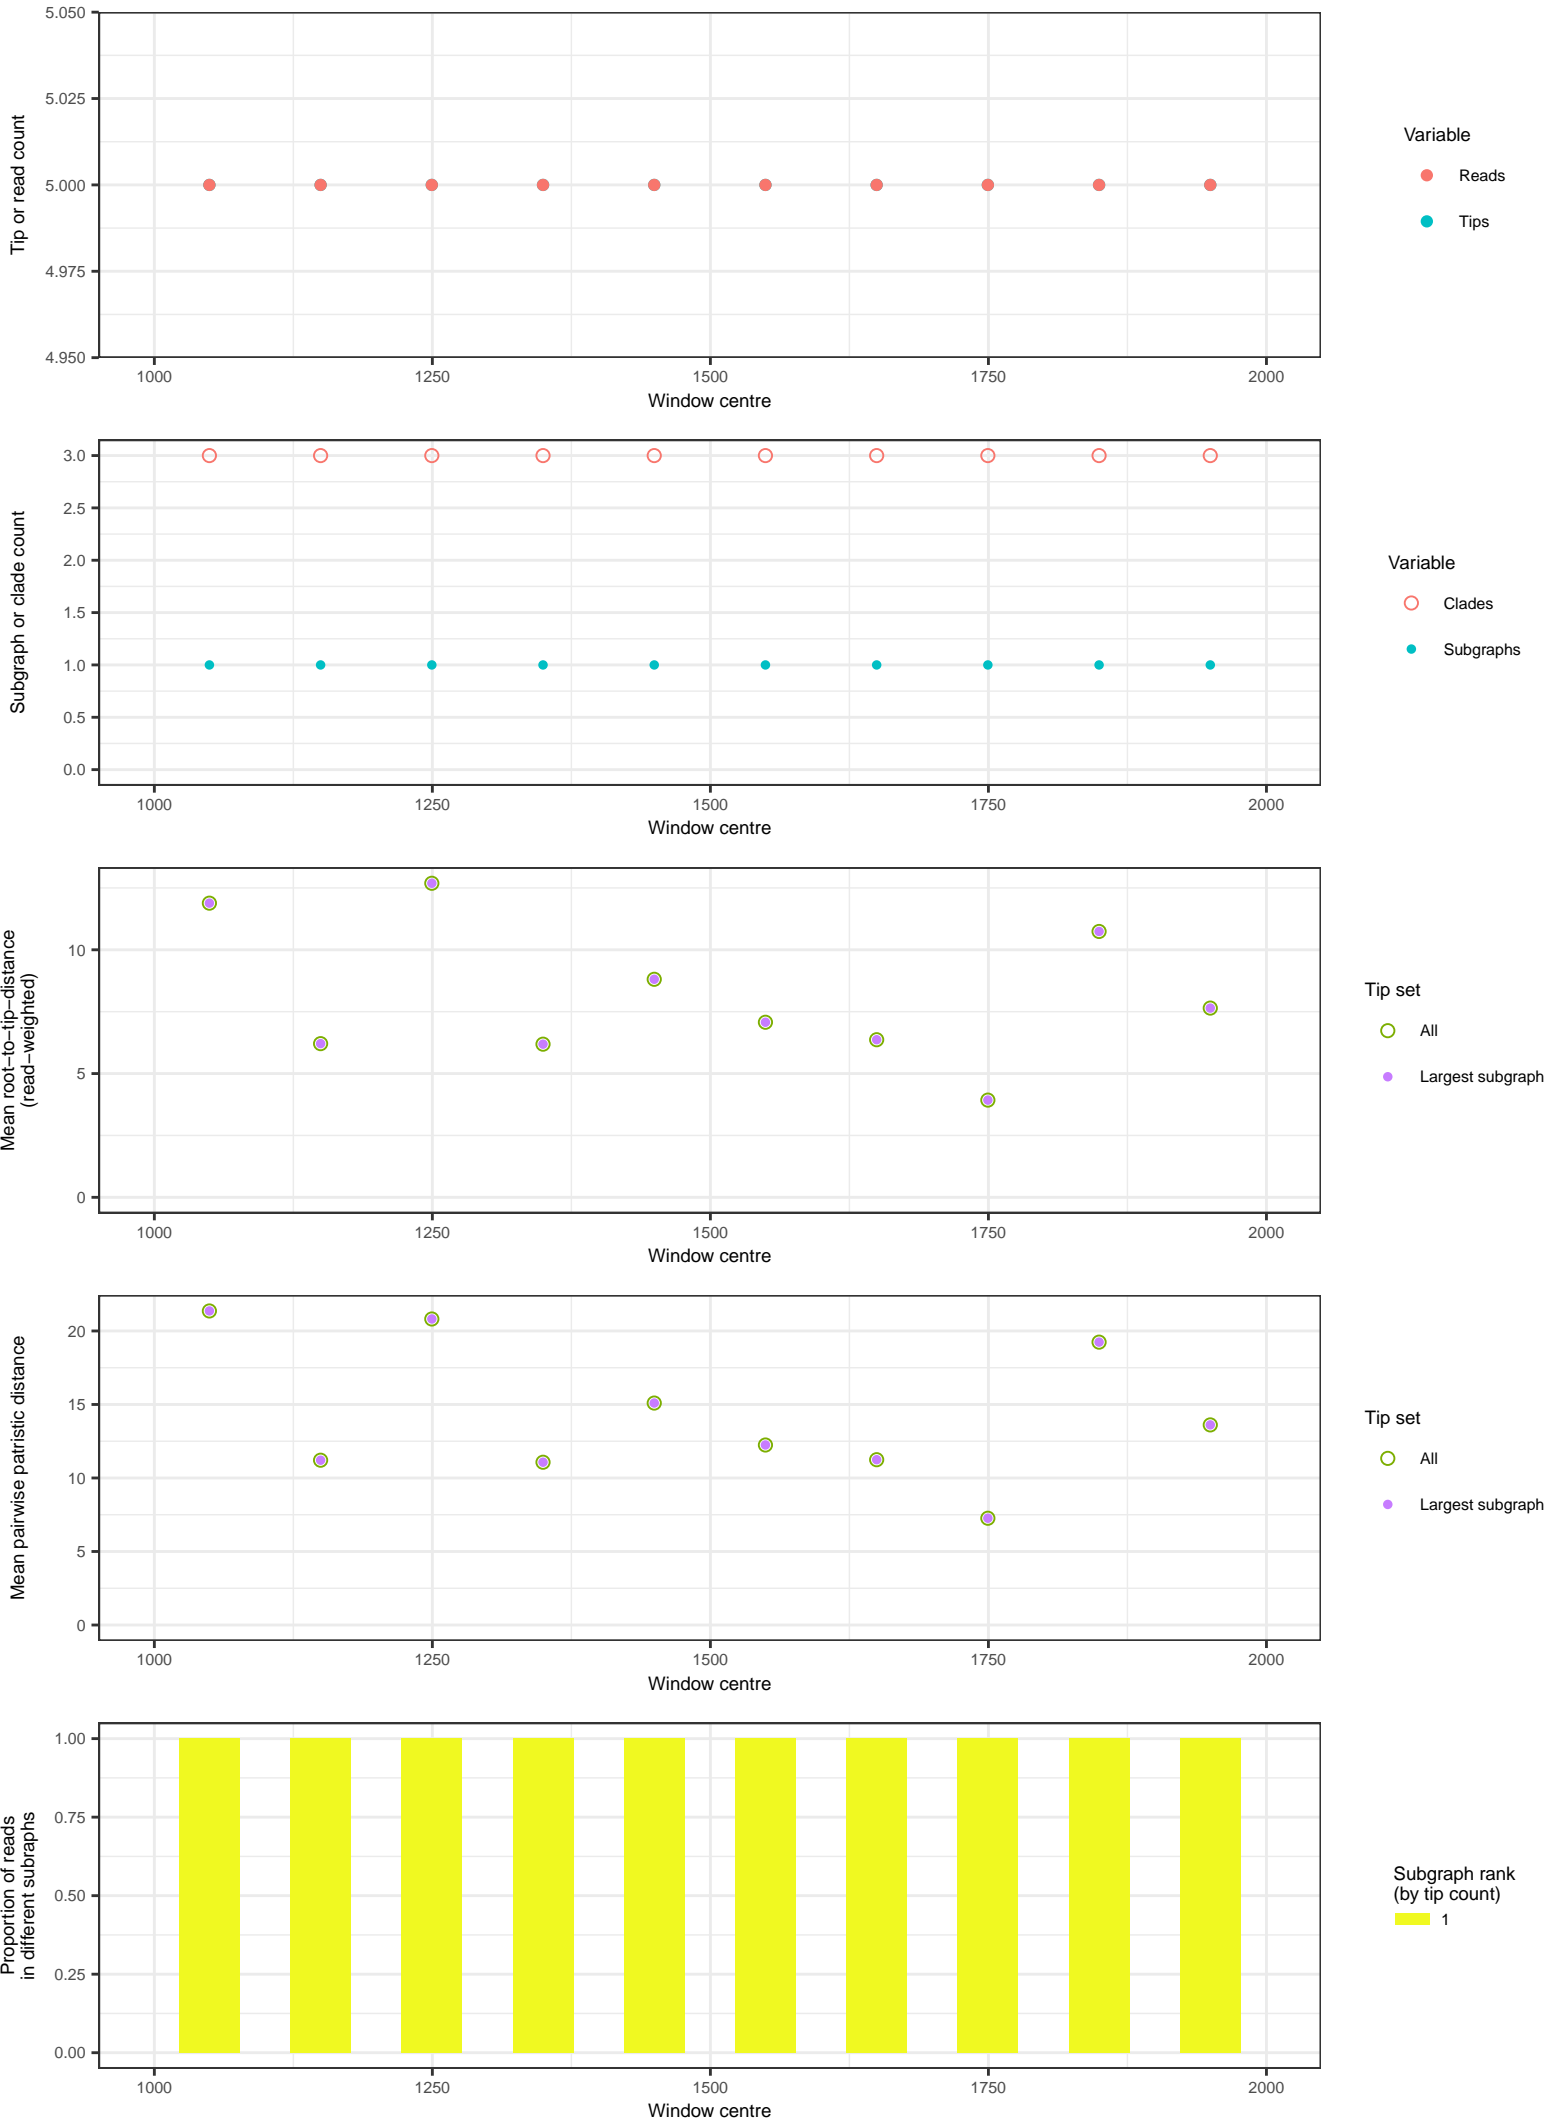 5.050
5.025
5.000
4.975
4.950
Tip or read count
1000 1250 1500 1750 2000
Window centre
Variable
Reads
Tips
3.0
2.5
2.0
1.5
1.0
0.5
0.0
Subgraph or clade count
1000 1250 1500 1750 2000
Window centre
Variable
Clades
Subgraphs
10
5
0
Mean root−to−tip−distance
(read−weighted)
1000 1250 1500 1750 2000
Window centre
Tip set
All
Largest subgraph
20
15
10
5
0
Mean pairwise patristic distance
1000 1250 1500 1750 2000
Window centre
Tip set
All
Largest subgraph
1.00
0.75
0.50
0.25
0.00
Proportion of reads
in different subraphs
1000 1250 1500 1750 2000
Window centre
Subgraph rank
(by tip count)
1